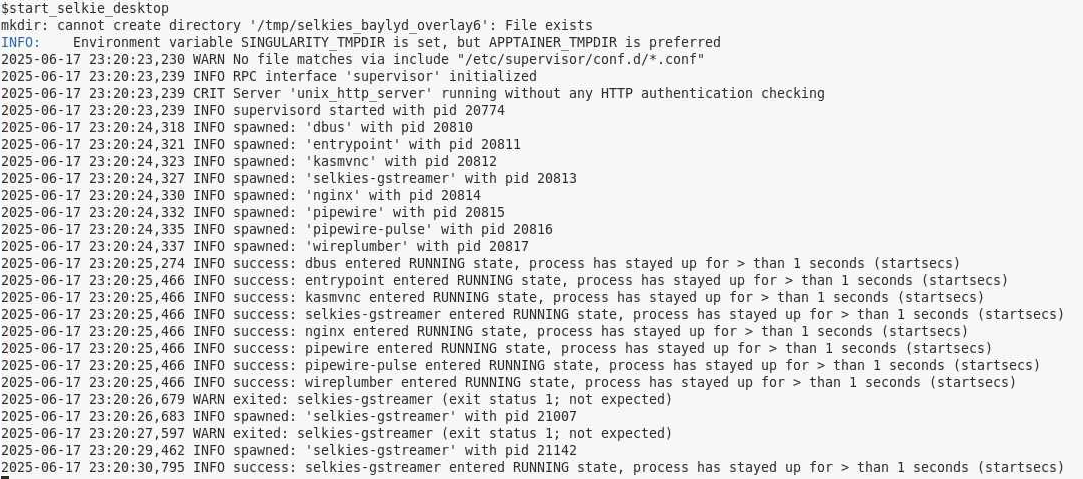 $start_selkie_desktop
mkdir: cannot create directory '/tmp/selkies_baylyd_overlay6': File exists
INFO:    Environment variable SINGULARITY_TMPDIR is set, but APPTAINER_TMPDIR is preferred
2025-06-17 23:20:23,230 WARN No file matches via include "/etc/supervisor/conf.d/*.conf"
2025-06-17 23:20:23,239 INFO RPC interface 'supervisor' initialized
2025-06-17 23:20:23,239 CRIT Server 'unix_http_server' running without any HTTP authentication checking
2025-06-17 23:20:23,239 INFO supervisord started with pid 20774
2025-06-17 23:20:24,318 INFO spawned: 'dbus' with pid 20810
2025-06-17 23:20:24,321 INFO spawned: 'entrypoint' with pid 20811
2025-06-17 23:20:24,323 INFO spawned: 'kasmvnc' with pid 20812
2025-06-17 23:20:24,327 INFO spawned: 'selkies-gstreamer' with pid 20813
2025-06-17 23:20:24,330 INFO spawned: 'nginx' with pid 20814
2025-06-17 23:20:24,332 INFO spawned: 'pipewire' with pid 20815
2025-06-17 23:20:24,335 INFO spawned: 'pipewire-pulse' with pid 20816
2025-06-17 23:20:24,337 INFO spawned: 'wireplumber' with pid 20817
2025-06-17 23:20:25,274 INFO success: dbus entered RUNNING state, process has stayed up for > than 1 seconds (startsecs)
2025-06-17 23:20:25,466 INFO success: entrypoint entered RUNNING state, process has stayed up for > than 1 seconds (startsecs)
2025-06-17 23:20:25,466 INFO success: kasmvnc entered RUNNING state, process has stayed up for > than 1 seconds (startsecs)
2025-06-17 23:20:25,466 INFO success: selkies-gstreamer entered RUNNING state, process has stayed up for > than 1 seconds (startsecs)
2025-06-17 23:20:25,466 INFO success: nginx entered RUNNING state, process has stayed up for > than 1 seconds (startsecs)
2025-06-17 23:20:25,466 INFO success: pipewire entered RUNNING state, process has stayed up for > than 1 seconds (startsecs)
2025-06-17 23:20:25,466 INFO success: pipewire-pulse entered RUNNING state, process has stayed up for > than 1 seconds (startsecs)
2025-06-17 23:20:25,466 INFO success: wireplumber entered RUNNING state, process has stayed up for > than 1 seconds (startsecs)
2025-06-17 23:20:26,679 WARN exited: selkies-gstreamer (exit status 1; not expected)
2025-06-17 23:20:26,683 INFO spawned: 'selkies-gstreamer' with pid 21007
2025-06-17 23:20:27,597 WARN exited: selkies-gstreamer (exit status 1; not expected)
2025-06-17 23:20:29,462 INFO spawned: 'selkies-gstreamer' with pid 21142
2025-06-17 23:20:30,795 INFO success: selkies-gstreamer entered RUNNING state, process has stayed up for > than 1 seconds (startsecs)